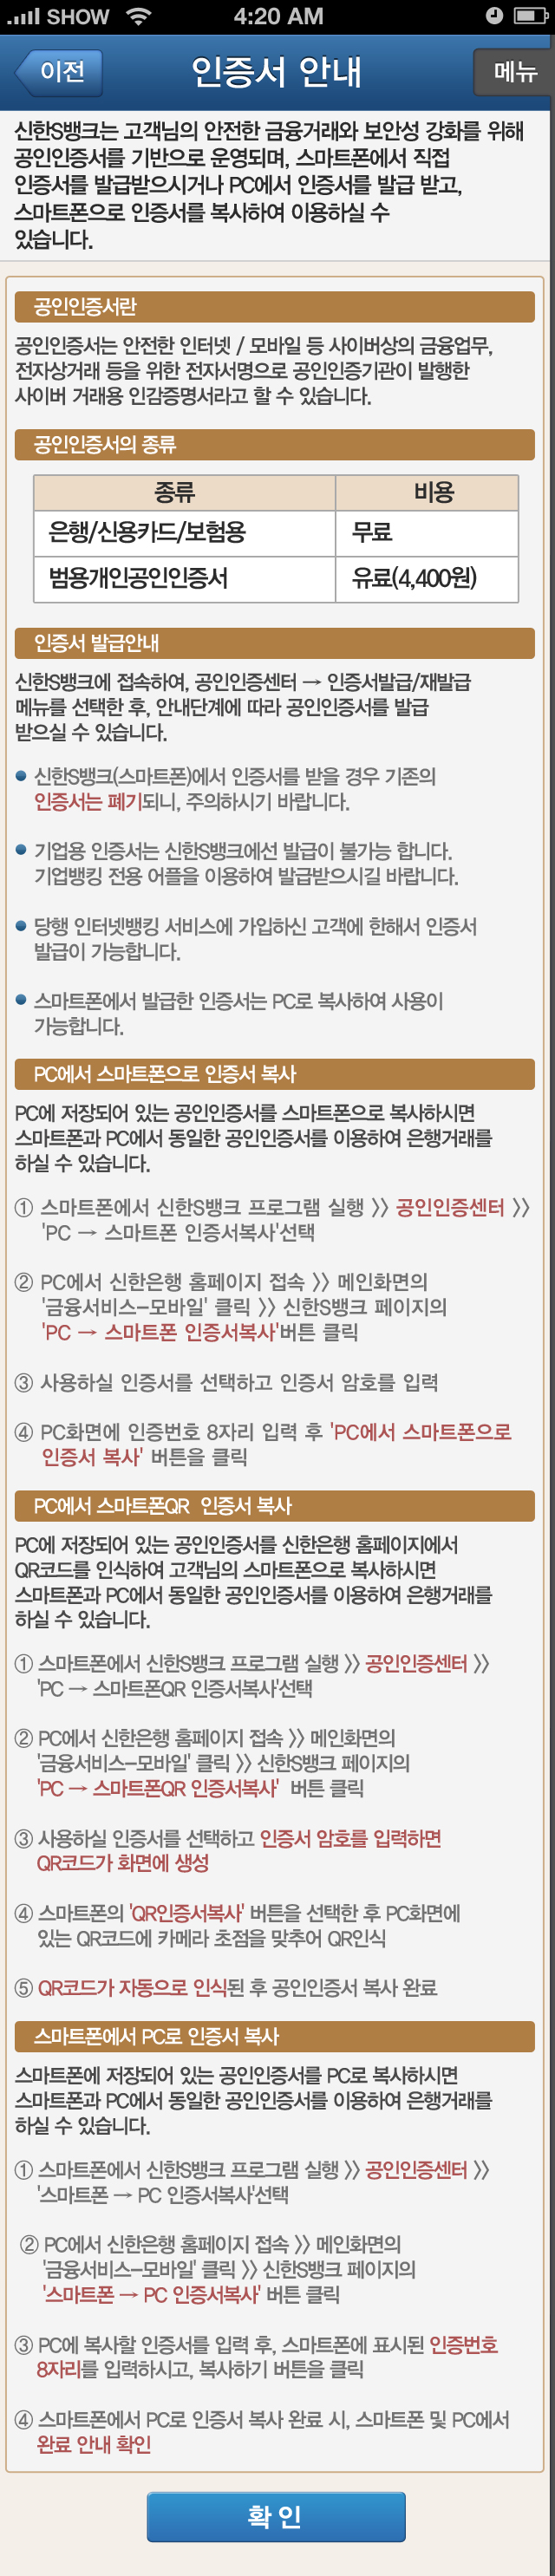 SHOW 4:20 AM
이전 인증서 안내 메뉴
신한S뱅크는 고객님의 안전한 금융거래와 보안성 강화를 위해
공인인증서를 기반으로 운영되며, 스마트폰에서 직접
인증서를 발급받으시거나 PC에서 인증서를 발급 받고,
스마트폰으로 인증서를 복사하여 이용하실 수
있습니다.
공인인증서란
공인인증서는 안전한 인터넷 / 모바일 등 사이버상의 금융업무,
전자상거래 등을 위한 전자서명으로 공인인증기관이 발행한
사이버 거래용 인감증명서라고 할 수 있습니다.
공인인증서의 종류
종류 비용
은행/신용카드/보험용 무료
범용개인공인인증서 유료(4,400원)
인증서 발급안내
신한S뱅크에 접속하여, 공인인증센터 → 인증서발급/재발급
메뉴를 선택한 후, 안내단계에 따라 공인인증서를 발급
받으실 수 있습니다.
● 신한S뱅크(스마트폰)에서 인증서를 받을 경우 기존의
인증서는 폐기되니, 주의하시기 바랍니다.
● 기업용 인증서는 신한S뱅크에선 발급이 불가능 합니다.
기업뱅킹 전용 어플을 이용하여 발급받으시길 바랍니다.
● 당행 인터넷뱅킹 서비스에 가입하신 고객에 한해서 인증서
발급이 가능합니다.
● 스마트폰에서 발급한 인증서는 PC로 복사하여 사용이
가능합니다.
PC에서 스마트폰으로 인증서 복사
PC에 저장되어 있는 공인인증서를 스마트폰으로 복사하시면
스마트폰과 PC에서 동일한 공인인증서를 이용하여 은행거래를
하실 수 있습니다.
① 스마트폰에서 신한S뱅크 프로그램 실행 》 공인인증센터 》
'PC → 스마트폰 인증서복사'선택
② PC에서 신한은행 홈페이지 접속 》 메인화면의
'금융서비스-모바일' 클릭 》 신한S뱅크 페이지의
'PC → 스마트폰 인증서복사'버튼 클릭
③ 사용하실 인증서를 선택하고 인증서 암호를 입력
④ PC화면에 인증번호 8자리 입력 후 'PC에서 스마트폰으로
인증서 복사' 버튼을 클릭
PC에서 스마트폰QR 인증서 복사
PC에 저장되어 있는 공인인증서를 신한은행 홈페이지에서
QR코드를 인식하여 고객님의 스마트폰으로 복사하시면
스마트폰과 PC에서 동일한 공인인증서를 이용하여 은행거래를
하실 수 있습니다.
① 스마트폰에서 신한S뱅크 프로그램 실행 》 공인인증센터 》
'PC → 스마트폰QR 인증서복사'선택
② PC에서 신한은행 홈페이지 접속 》 메인화면의
'금융서비스-모바일' 클릭 》 신한S뱅크 페이지의
'PC → 스마트폰QR 인증서복사' 버튼 클릭
③ 사용하실 인증서를 선택하고 인증서 암호를 입력하면
QR코드가 화면에 생성
④ 스마트폰의 'QR인증서복사' 버튼을 선택한 후 PC화면에
있는 QR코드에 카메라 초점을 맞추어 QR인식
⑤ QR코드가 자동으로 인식된 후 공인인증서 복사 완료
스마트폰에서 PC로 인증서 복사
스마트폰에 저장되어 있는 공인인증서를 PC로 복사하시면
스마트폰과 PC에서 동일한 공인인증서를 이용하여 은행거래를
하실 수 있습니다.
① 스마트폰에서 신한S뱅크 프로그램 실행 》 공인인증센터 》
'스마트폰 → PC 인증서복사'선택
② PC에서 신한은행 홈페이지 접속 》 메인화면의
'금융서비스-모바일' 클릭 》 신한S뱅크 페이지의
'스마트폰 → PC 인증서복사' 버튼 클릭
③ PC에 복사할 인증서를 입력 후, 스마트폰에 표시된 인증번호
8자리를 입력하시고, 복사하기 버튼을 클릭
④ 스마트폰에서 PC로 인증서 복사 완료 시, 스마트폰 및 PC에서
완료 안내 확인
확 인